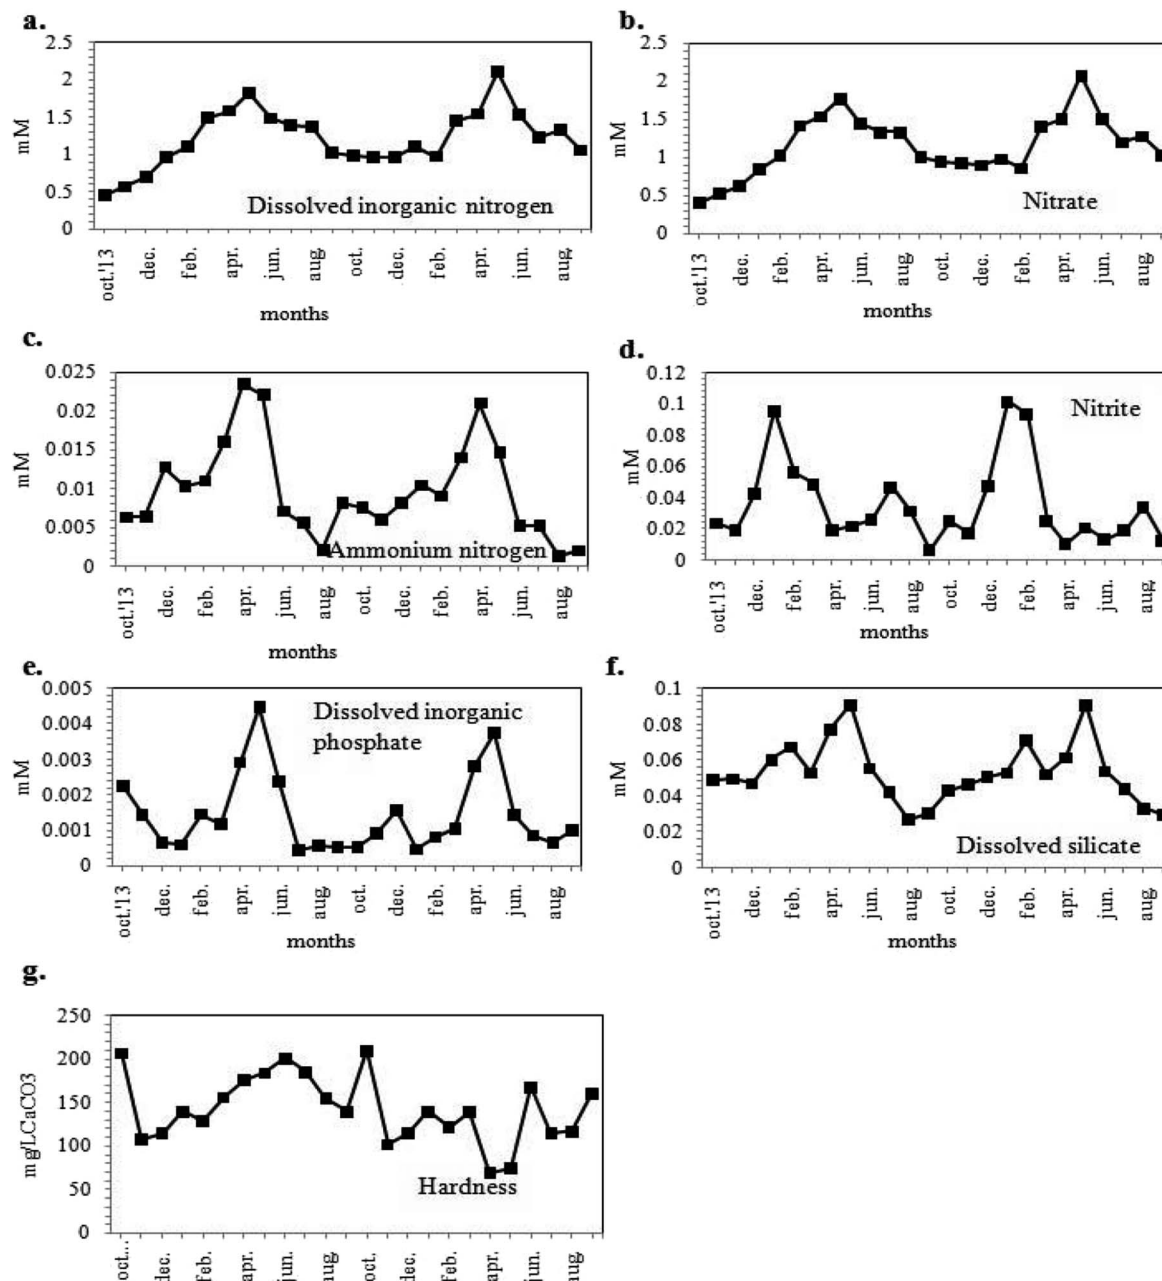 a.
2.5
2
1.5
1
0.5
0
mM
Dissolved inorganic nitrogen
oct.'13
dec.
feb.
apr.
jun.
aug.
oct.
dec.
feb.
apr.
jun.
aug.
months
b.
2.5
2
1.5
1
0.5
0
mM
Nitrate
oct.'13
dec.
feb.
apr.
jun.
aug.
oct.
dec.
feb.
apr.
jun.
aug.
months
c.
0.025
0.02
0.015
0.01
0.005
0
mM
Ammonium nitrogen
oct.'13
dec.
feb.
apr.
jun.
aug.
oct.
dec.
feb.
apr.
jun.
aug.
months
d.
0.12
0.1
0.08
0.06
0.04
0.02
0
mM
Nitrite
oct.'13
dec.
feb.
apr.
jun.
aug.
oct.
dec.
feb.
apr.
jun.
aug.
months
e.
0.005
0.004
0.003
0.002
0.001
0
mM
Dissolved inorganic
phosphate
oct.'13
dec.
feb.
apr.
jun.
aug.
oct.
dec.
feb.
apr.
jun.
aug.
months
f.
0.1
0.08
0.06
0.04
0.02
0
mM
Dissolved silicate
oct.'13
dec.
feb.
apr.
jun.
aug.
oct.
dec.
feb.
apr.
jun.
aug.
months
g.
250
200
150
100
50
0
mg/LCaCO3
Hardness
oct...
dec.
feb.
apr.
jun.
aug.
oct.
dec.
feb.
apr.
jun.
aug.